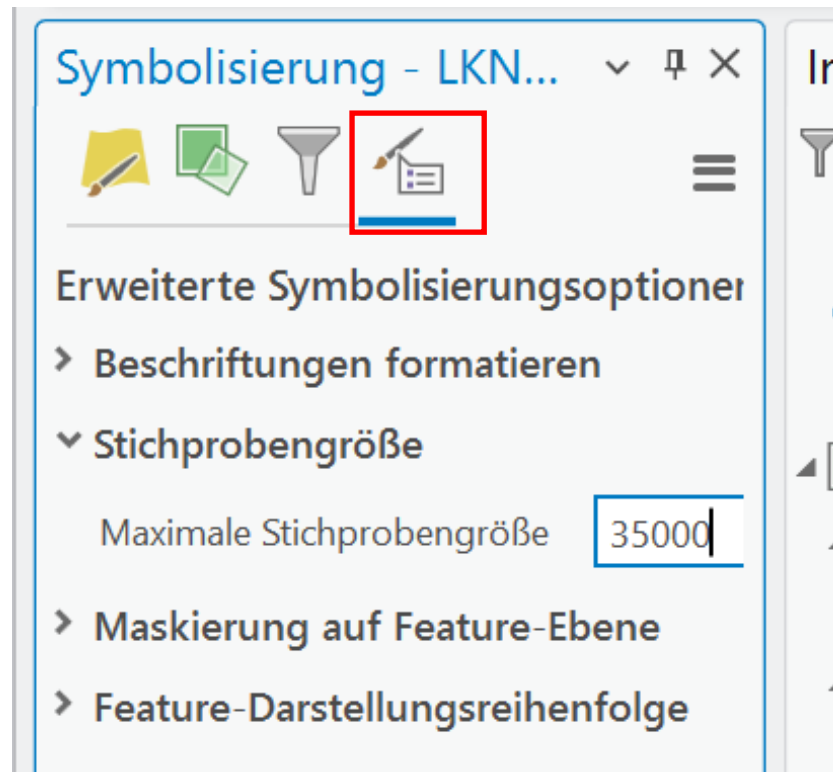 Symbolisierung - LKN...
Erweiterte Symbolisierungsoptionen
Beschriftungen formatieren
Stichprobengröße
Maximale Stichprobengröße 35000
Maskierung auf Feature-Ebene
Feature-Darstellungsreihenfolge